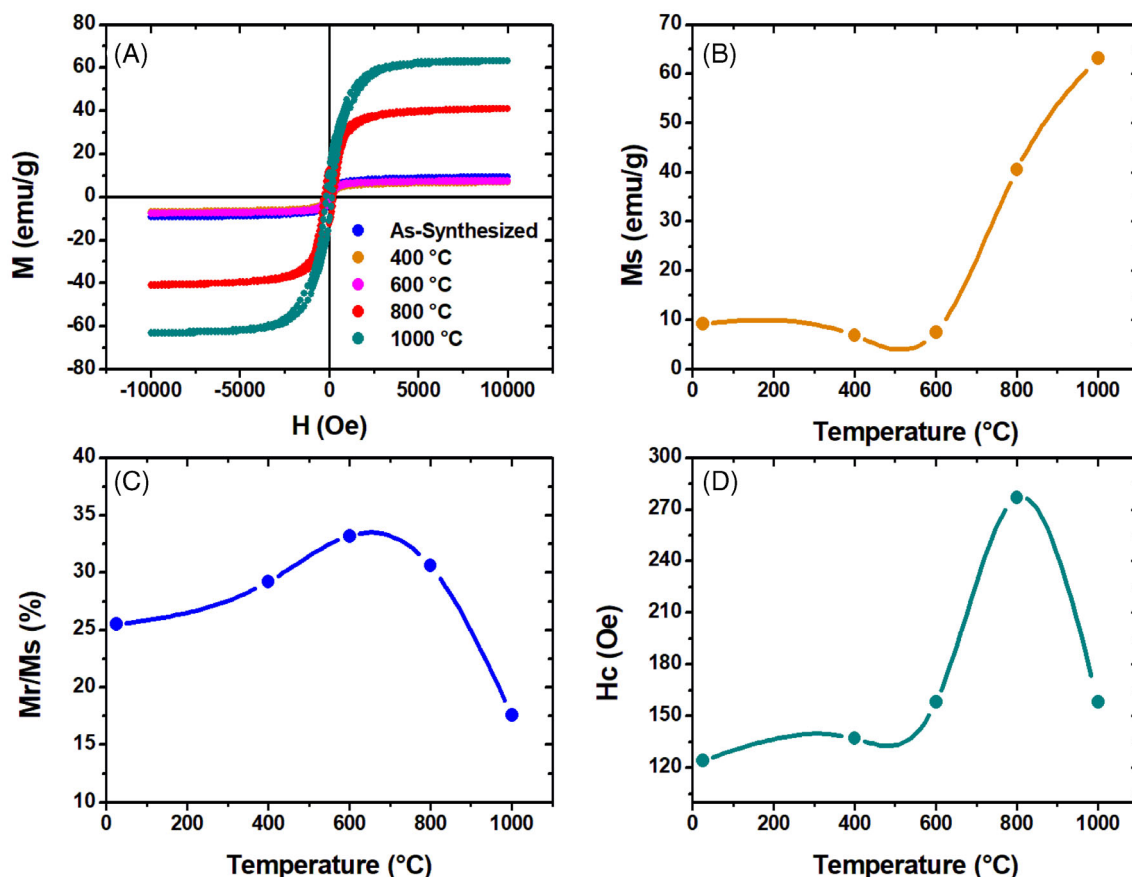 (A)
80
60
40
20
0
-20
-40
-60
-80
M (emu/g)
As-Synthesized
400 °C
600 °C
800 °C
1000 °C
-10000 -5000 0 5000 10000
H (Oe)
(B)
70
60
50
40
30
20
10
0
Ms (emu/g)
0 200 400 600 800 1000
Temperature (°C)
(C)
40
35
30
25
20
15
10
Mr/Ms (%)
0 200 400 600 800 1000
Temperature (°C)
(D)
300
270
240
210
180
150
120
Hc (Oe)
0 200 400 600 800 1000
Temperature (°C)